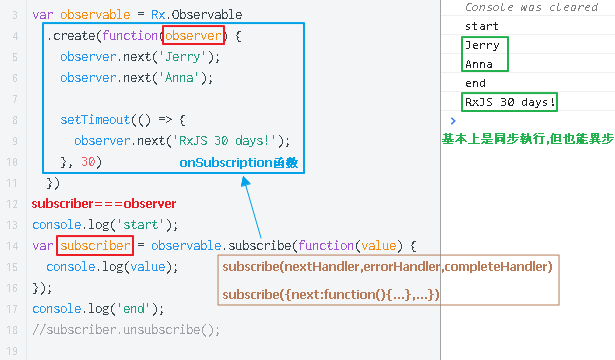 3 var observable = Rx.Observable
4 .create(function(observer) {
5 observer.next('Jerry');
6 observer.next('Anna');
7
8 setTimeout(() => {
9 observer.next('RxJS 30 days!');
10 }, 30)
onSubscription函数
11 })
12 subscriber===observer
13 console.log('start');
14 var subscriber = observable.subscribe(function(value) {
15 console.log(value);
16 });
17 console.log('end');
18 //subscriber.unsubscribe();
19
subscribe(nextHandler,errorHandler,completeHandler)
subscribe({next:function(){...},...})
Console was cleared
start
Jerry
Anna
end
RxJS 30 days!
>
基本上是同步執行,但也能異步